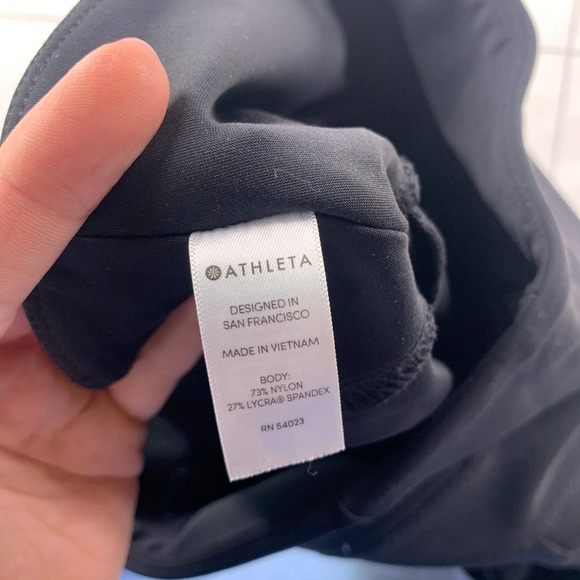 ATHLETA
DESIGNED IN
SAN FRANCISCO
MADE IN VIETNAM
BODY:
73% NYLON
27% LYCRA® SPANDEX
RN 54023